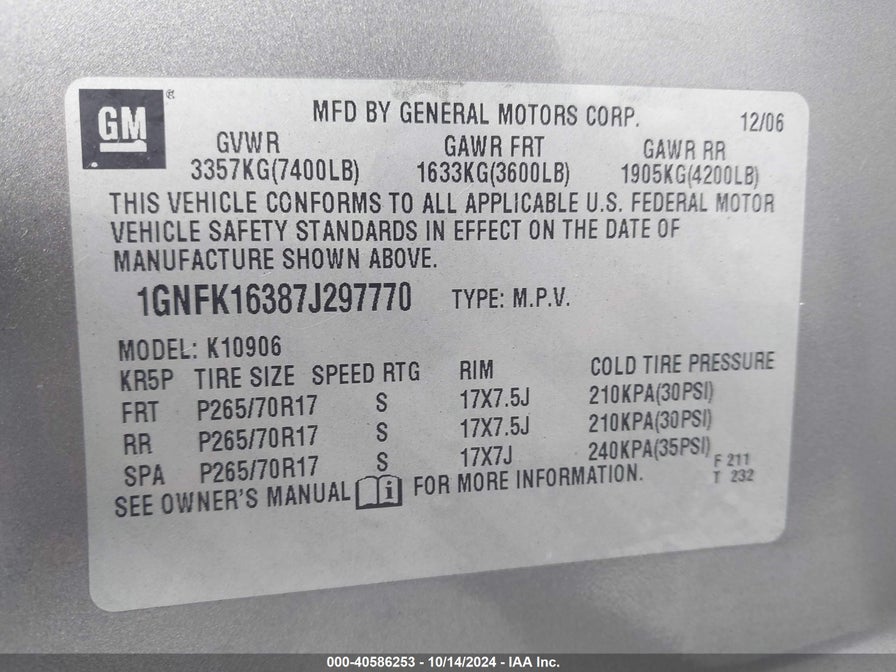 GM ®
MFD BY GENERAL MOTORS CORP. 12/06
GVWR GAWR FRT GAWR RR
3357KG(7400LB) 1633KG(3600LB) 1905KG(4200LB)
THIS VEHICLE CONFORMS TO ALL APPLICABLE U.S. FEDERAL MOTOR
VEHICLE SAFETY STANDARDS IN EFFECT ON THE DATE OF
MANUFACTURE SHOWN ABOVE.
1GNFK16387J297770 TYPE: M.P.V.
MODEL: K10906
KR5P TIRE SIZE SPEED RTG RIM COLD TIRE PRESSURE
FRT P265/70R17 S 17X7.5J 210KPA(30PSI)
RR P265/70R17 S 17X7.5J 210KPA(30PSI)
SPA P265/70R17 S 17X7J 240KPA(35PSI)
F 211
T 232
SEE OWNER'S MANUAL i FOR MORE INFORMATION.
000-40586253 - 10/14/2024 - IAA Inc.